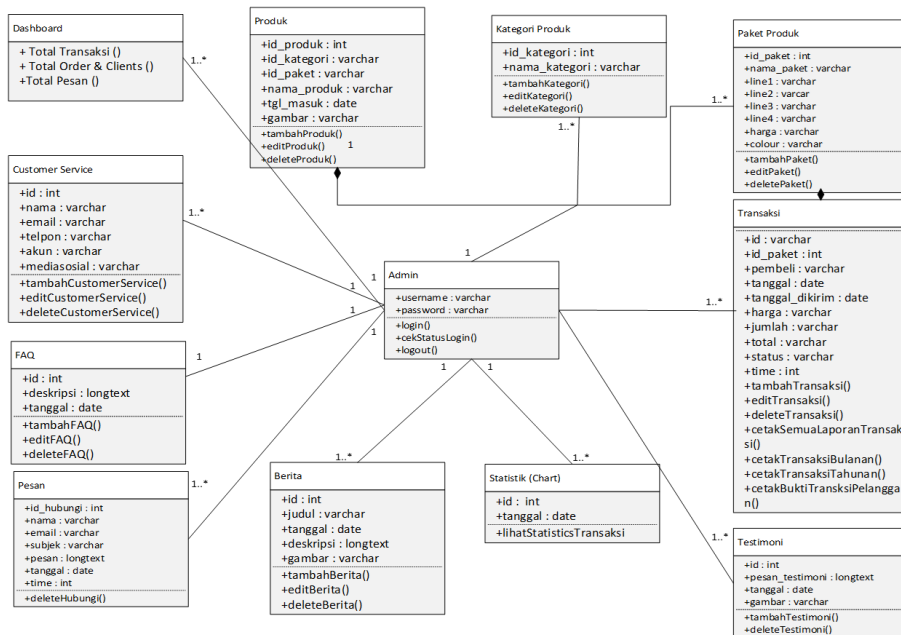 Dashboard
+ Total Transaksi ()
+ Total Order & Clients ()
+Total Pesan ()
1..*
Produk
+id_produk : int
+id_kategori : varchar
+id_paket : varchar
+nama_produk : varchar
+tgl_masuk : date
+gambar : varchar
+tambahProduk()
+editProduk()
1
+deleteProduk()
Kategori Produk
+id_kategori : int
+nama_kategori : varchar
+tambahKategori()
+editKategori()
+deleteKategori()
1..*
Paket Produk
+id_paket : int
+nama_paket : varchar
+line1 : varchar
+line2 : varcar
+line3 : varchar
+line4 : varchar
+harga : varchar
+colour : varchar
+tambahPaket()
+editPaket()
+deletePaket()
1..*
Customer Service
+id : int
+nama : varchar
+email : varchar
+telpon : varchar
+akun : varchar
+mediasosial : varchar
+tambahCustomerService()
+editCustomerService()
+deleteCustomerService()
1..*
Admin
+username : varchar
+password : varchar
+login()
+cekStatusLogin()
+logout()
1
1
1
1
1
1
1
Transaksi
+id : varchar
+id_paket : int
+pembeli : varchar
+tanggal : date
+tanggal_dikirim : date
+harga : varchar
+jumlah : varchar
+total : varchar
+status : varchar
+time : int
+tambahTransaksi()
+editTransaksi()
+deleteTransaksi()
+cetakSemuaLaporanTransak
si()
+cetakTransaksiBulanan()
+cetakTransaksiTahunan()
+cetakBuktiTransksiPelangga
n()
1..*
FAQ
+id : int
+deskripsi : longtext
+tanggal : date
+tambahFAQ()
+editFAQ()
+deleteFAQ()
1
Pesan
+id_hubungi : int
+nama : varchar
+email : varchar
+subjek : varchar
+pesan : longtext
+tanggal : date
+time : int
+deleteHubungi()
1..*
Berita
+id : int
+judul : varchar
+tanggal : date
+deskripsi : longtext
+gambar : varchar
+tambahBerita()
+editBerita()
+deleteBerita()
1..*
Statistik (Chart)
+id : int
+tanggal : date
+lihatStatisticsTransaksi
1..*
Testimoni
+id : int
+pesan_testimoni : longtext
+tanggal : date
+gambar : varchar
+tambahTestimoni()
+deleteTestimoni()
1..*